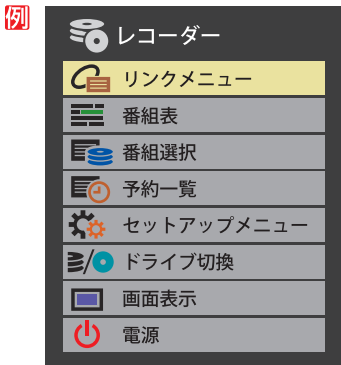 例
レコーダー
リンクメニュー
番組表
番組選択
予約一覧
セットアップメニュー
ドライブ切換
画面表示
電源